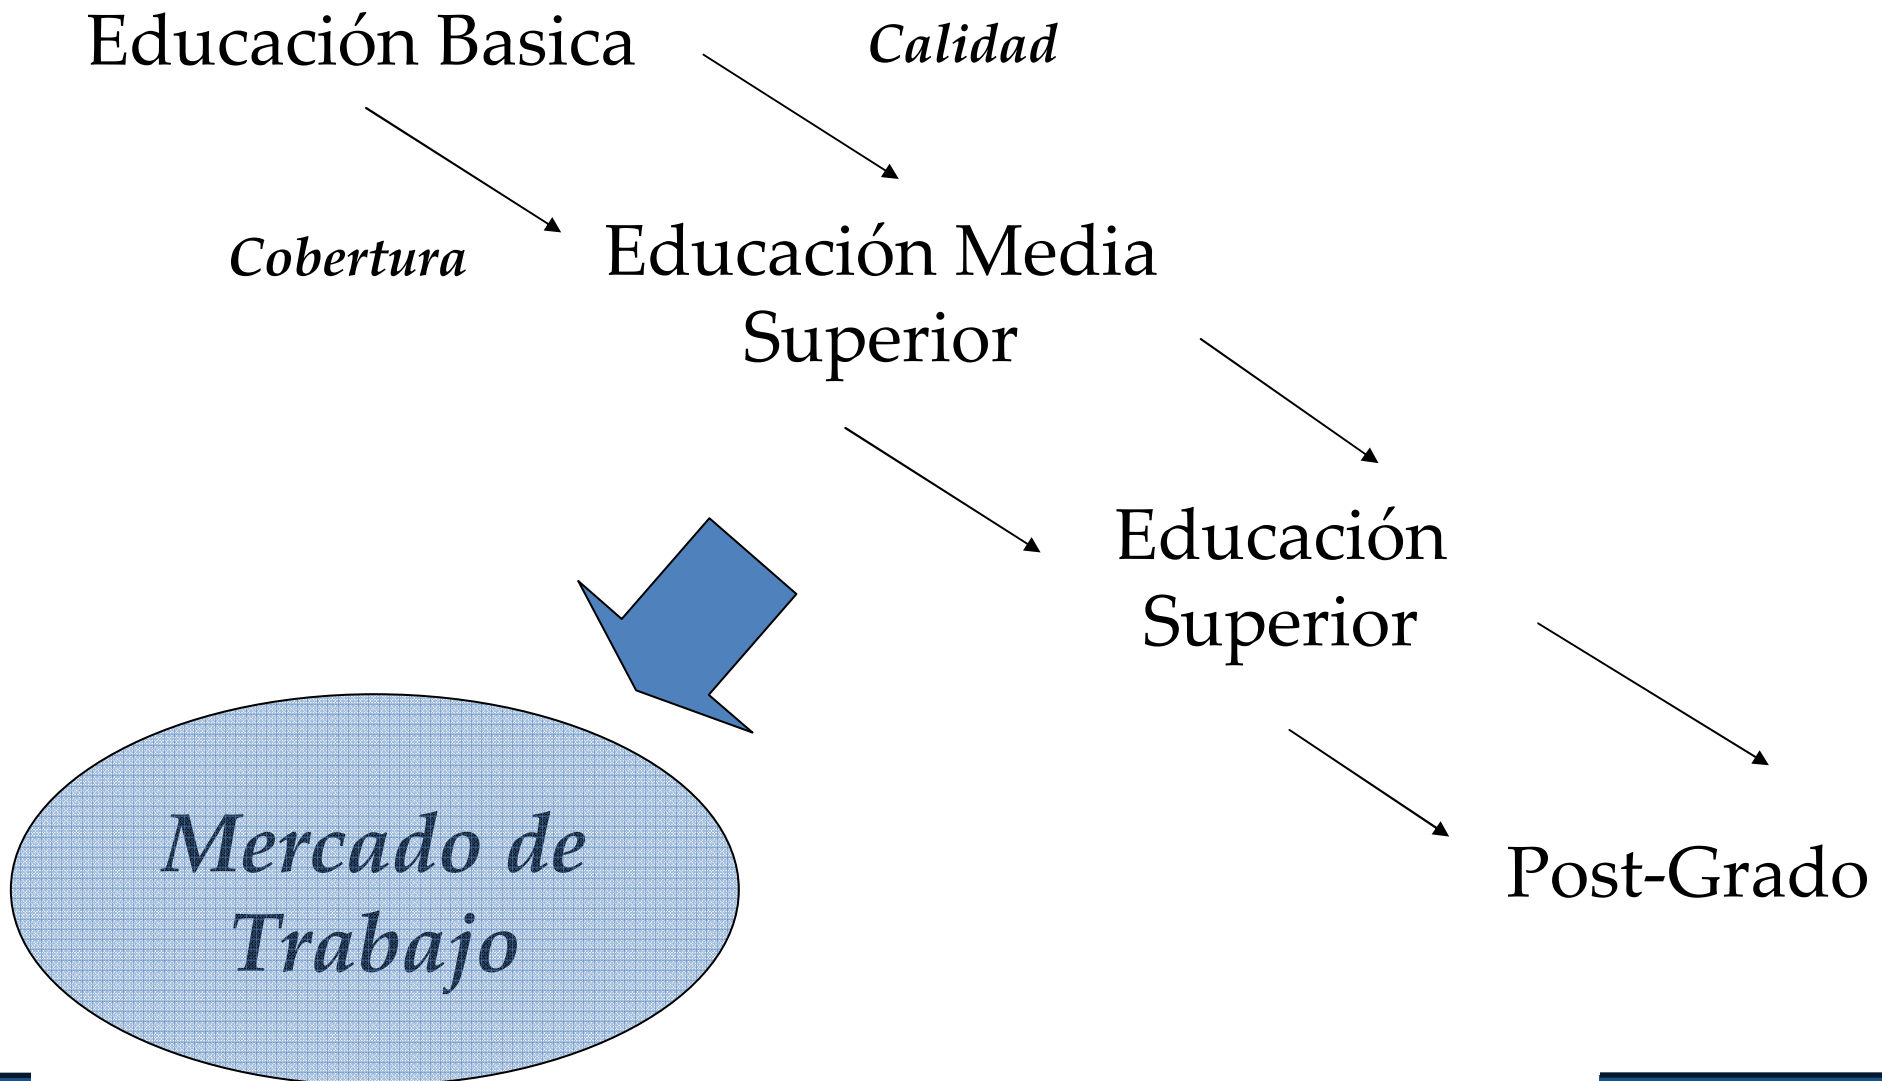 Educación Basica
Calidad
Cobertura
Educación Media
Superior
Educación
Superior
Mercado de
Trabajo
Post-Grado